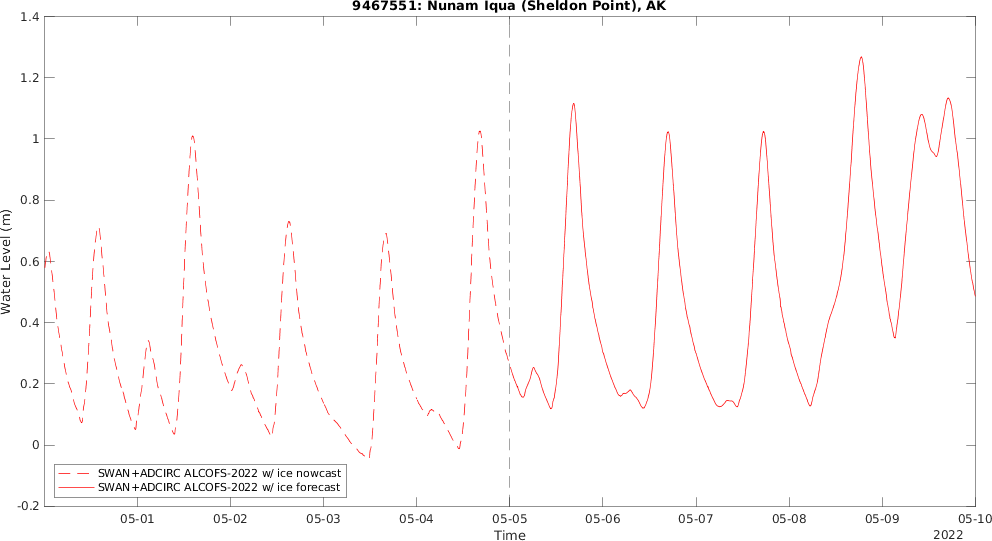 9467551: Nunam Iqua (Sheldon Point), AK
1.4
1.2
1
0.8
0.6
0.4
0.2
0
-0.2
Water Level (m)
SWAN+ADCIRC ALCOFS-2022 w/ ice nowcast
SWAN+ADCIRC ALCOFS-2022 w/ ice forecast
05-01 05-02 05-03 05-04 05-05 05-06 05-07 05-08 05-09 05-10
Time
2022